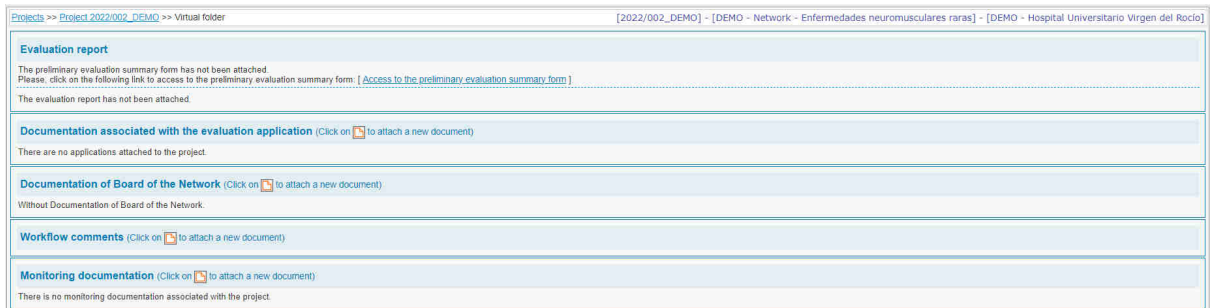 Projects >> Project 2022/002_DEMO >> Virtual folder
[2022/002_DEMO] - [DEMO - Network - Enfermedades neuromusculares raras] - [DEMO - Hospital Universitario Virgen del Rocío]
Evaluation report
The preliminary evaluation summary form has not been attached.
Please, click on the following link to access to the preliminary evaluation summary form: [ Access to the preliminary evaluation summary form ]
The evaluation report has not been attached.
Documentation associated with the evaluation application (Click on to attach a new document)
There are no applications attached to the project.
Documentation of Board of the Network (Click on to attach a new document)
Without Documentation of Board of the Network.
Workflow comments (Click on to attach a new document)
Monitoring documentation (Click on to attach a new document)
There is no monitoring documentation associated with the project.